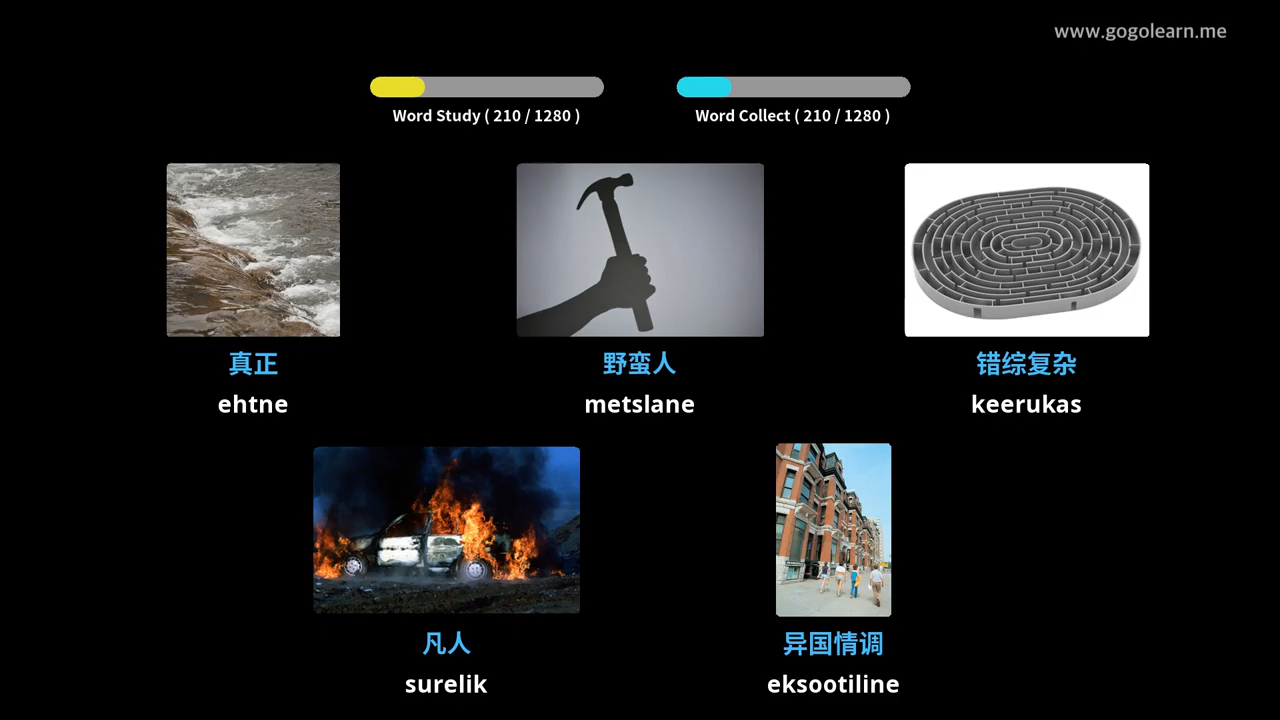 www.gogolearn.me
Word Study ( 210 / 1280 )
Word Collect ( 210 / 1280 )
真正
ehtne
野蛮人
metslane
错综复杂
keerukas
凡人
surelik
异国情调
eksootiline